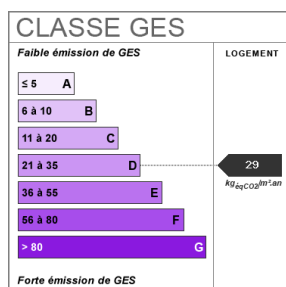 CLASSE GES
Faible émission de GES
LOGEMENT
≤ 5 A
6 à 10 B
11 à 20 C
21 à 35 D
29
kgéqCO2/m².an
36 à 55 E
56 à 80 F
> 80 G
Forte émission de GES